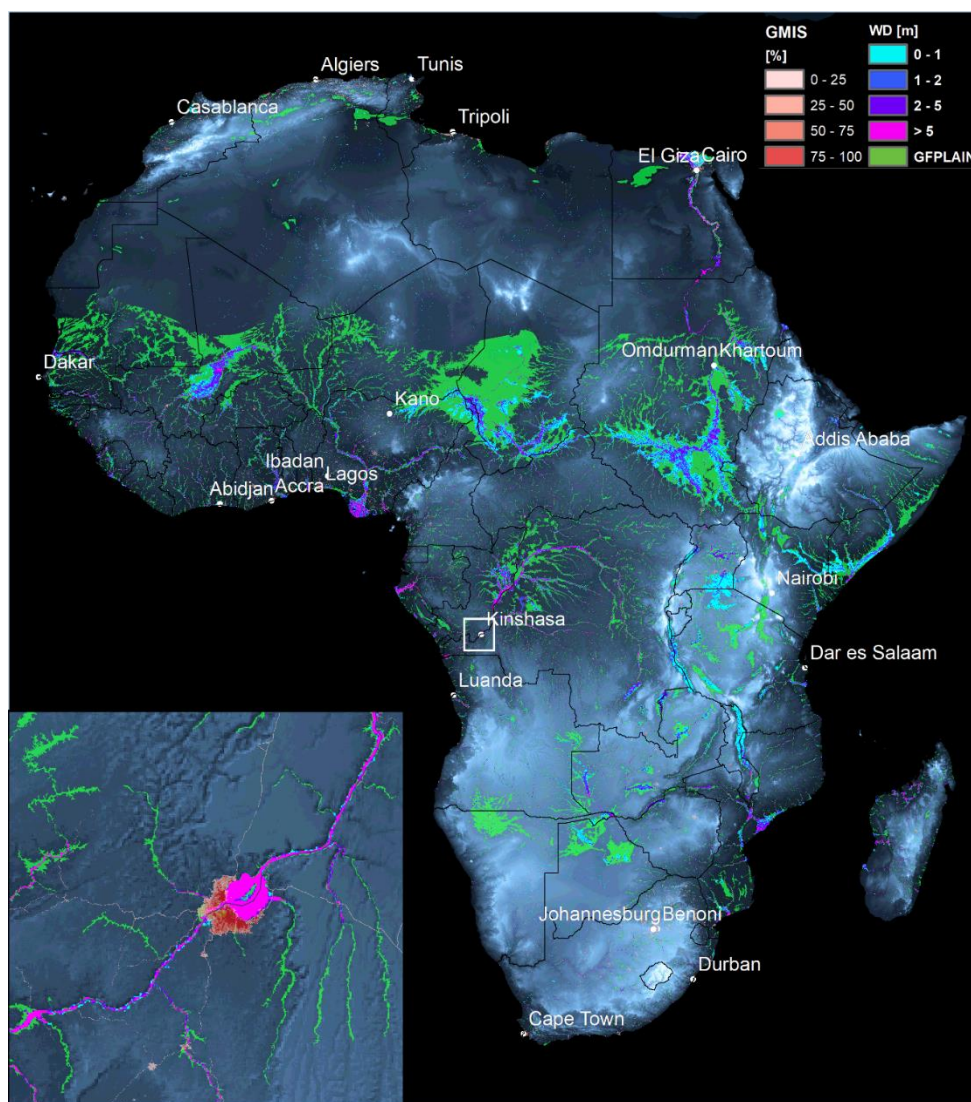 GMIS
[%]
0 - 25
25 - 50
50 - 75
75 - 100
WD [m]
0 - 1
1 - 2
2 - 5
> 5
GFPLAIN
Algiers
Tunis
Casablanca
Tripoli
El Giza
Cairo
Dakar
Omdurman
Khartoum
Kano
Addis Ababa
Ibadan
Lagos
Abidjan
Accra
Nairobi
Kinshasa
Dar es Salaam
Luanda
Johannesburg
Benoni
Durban
Cape Town